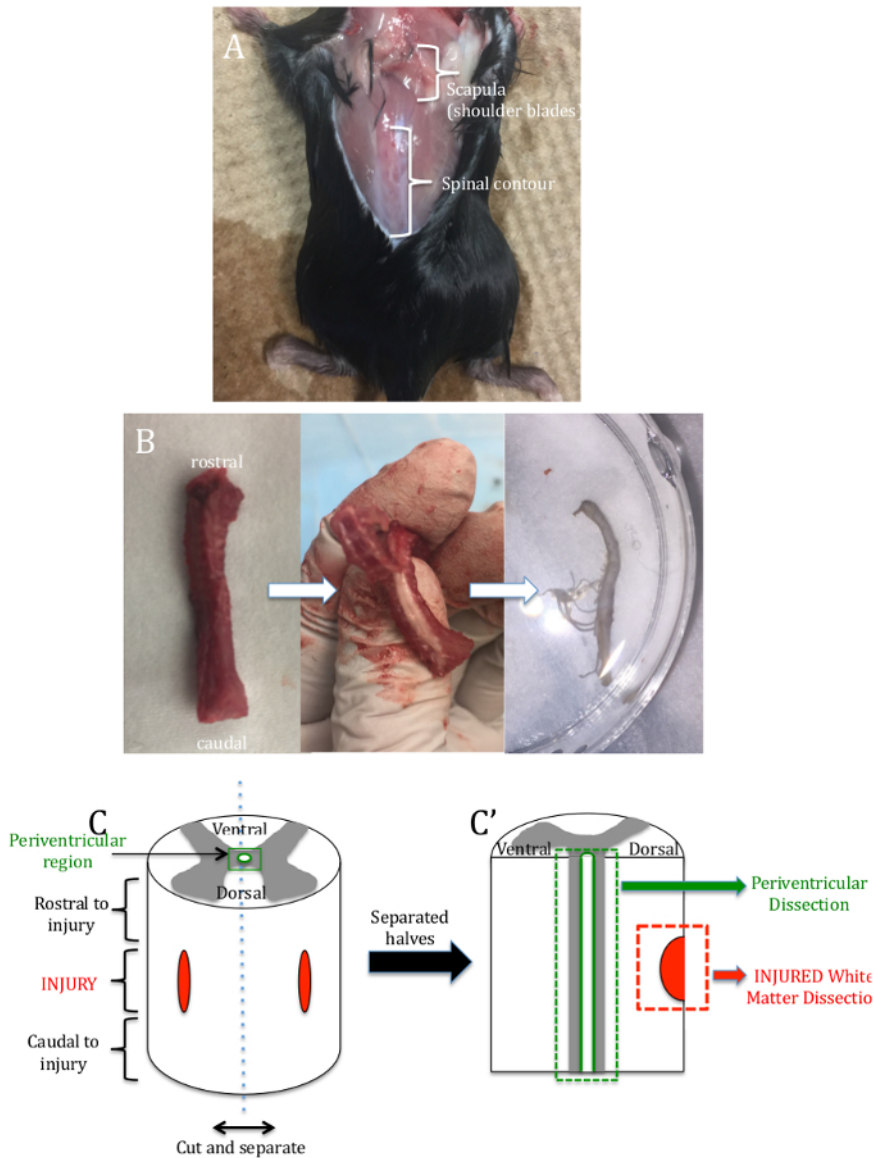 A
Scapula
(shoulder blades)
Spinal contour
B
rostral
caudal
C
Ventral
Periventricular
region
Dorsal
Rostral to
injury
INJURY
Caudal to
injury
Cut and separate
Separated
halves
C'
Ventral
Dorsal
Periventricular
Dissection
INJURED White
Matter Dissectio